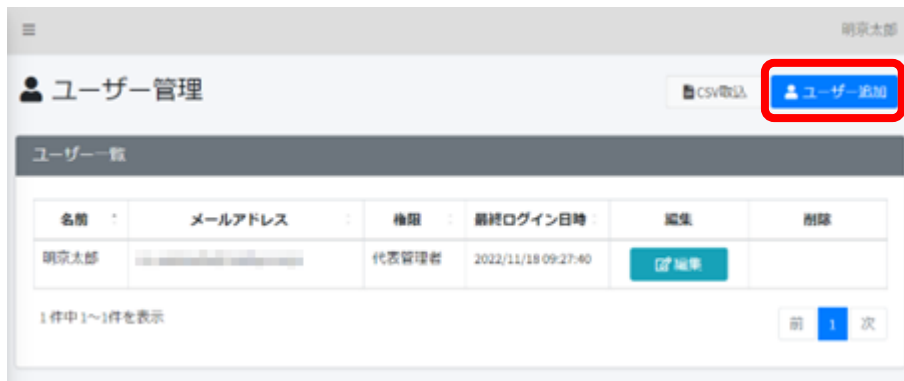 明京太郎
ユーザー管理
CSV取込
ユーザー追加
ユーザー一覧
名前 メールアドレス 権限 最終ログイン日時 編集 削除
明京太郎 代表管理者 2022/11/18 09:27:40 編集
1 件中 1~1件を表示
前 1 次